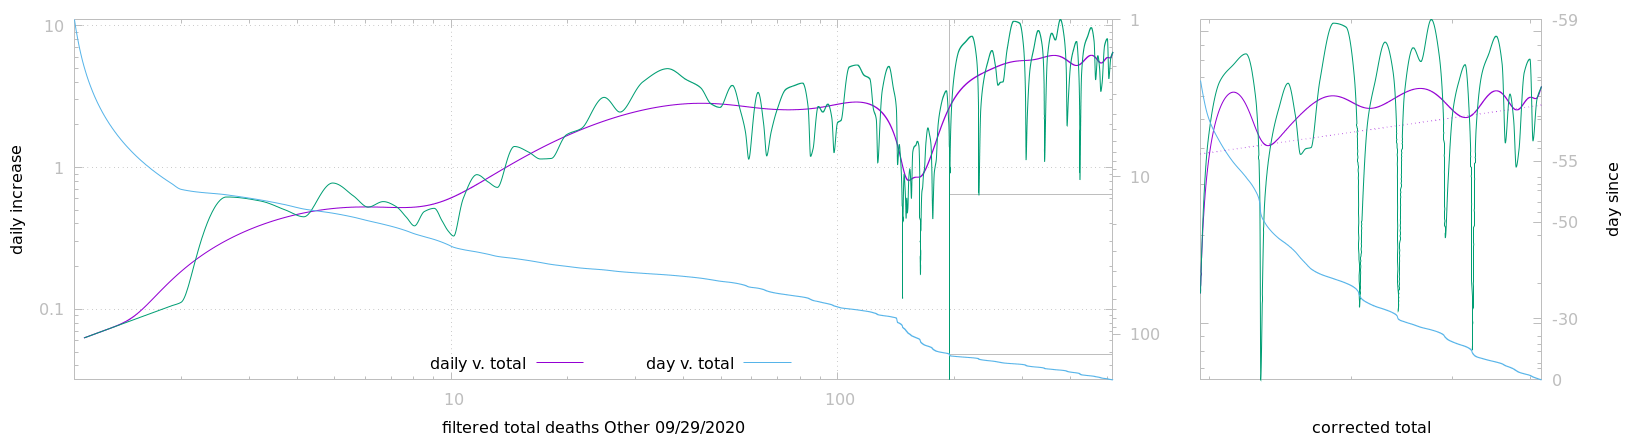 10
1
0.1
daily increase
10
100
filtered total deaths Other 09/29/2020
daily v. total
day v. total
1
10
100
-59
-55
-50
-30
0
day since
corrected total